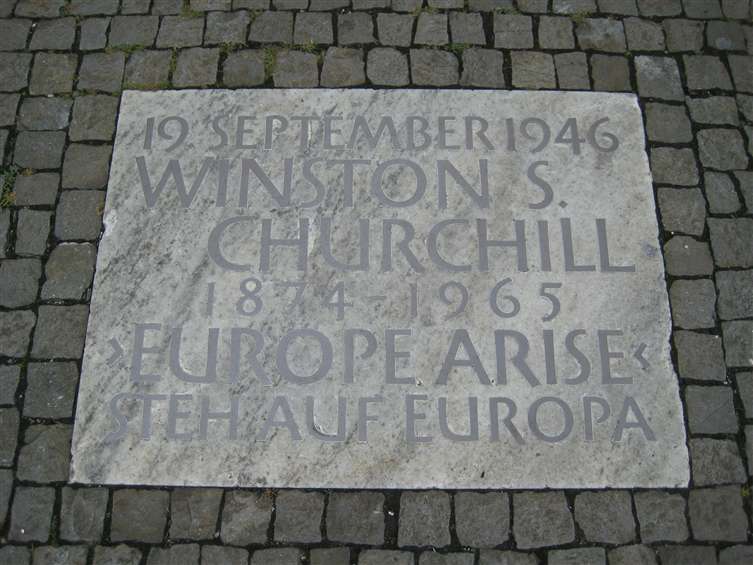 19 SEPTEMBER 1946
WINSTON S.
CHURCHILL
1874-1965
›EUROPE ARISE‹
STEH AUF EUROPA